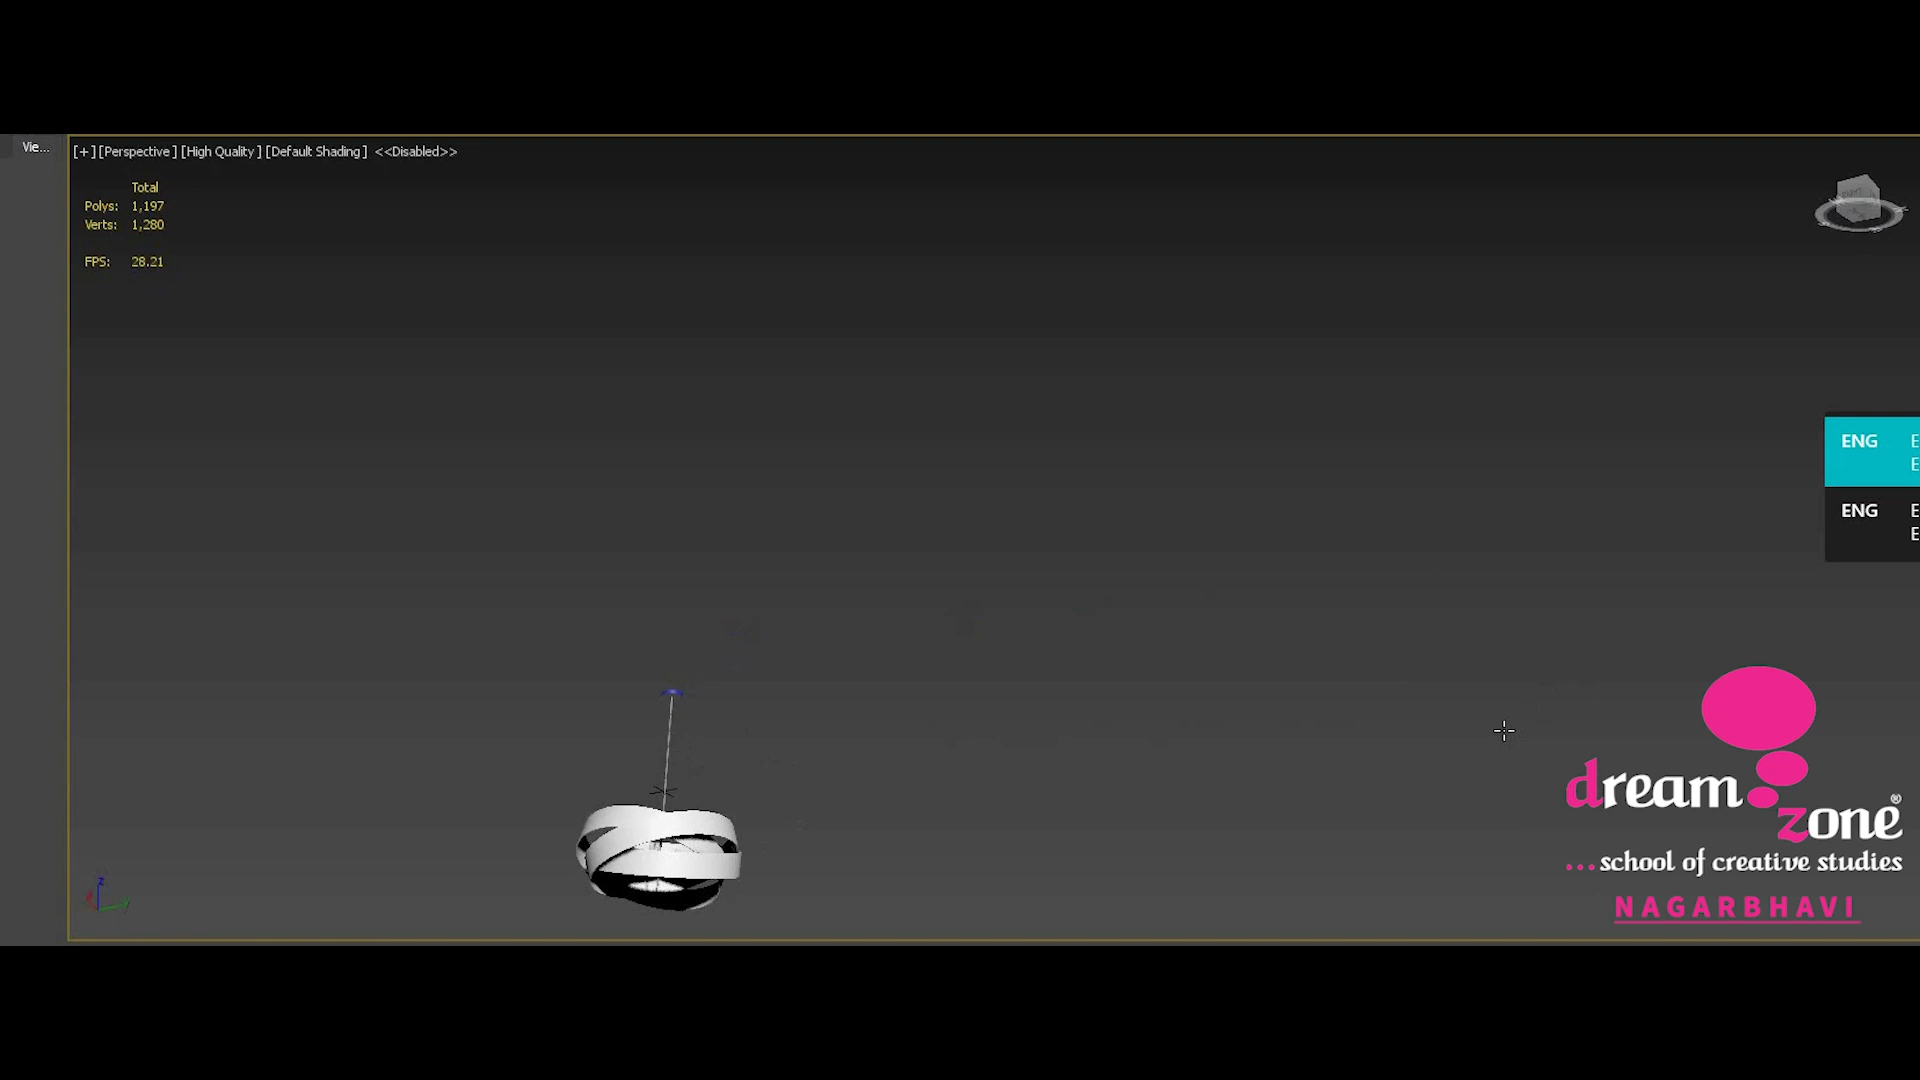 Vie...
[+] [Perspective ] [High Quality ] [Default Shading ] <<Disabled>>
Total
Polys: 1,197
Verts: 1,280
FPS: 28.21
ENG E
E
ENG E
E
dream
zone®
...school of creative studies
NAGARBHAVI
z